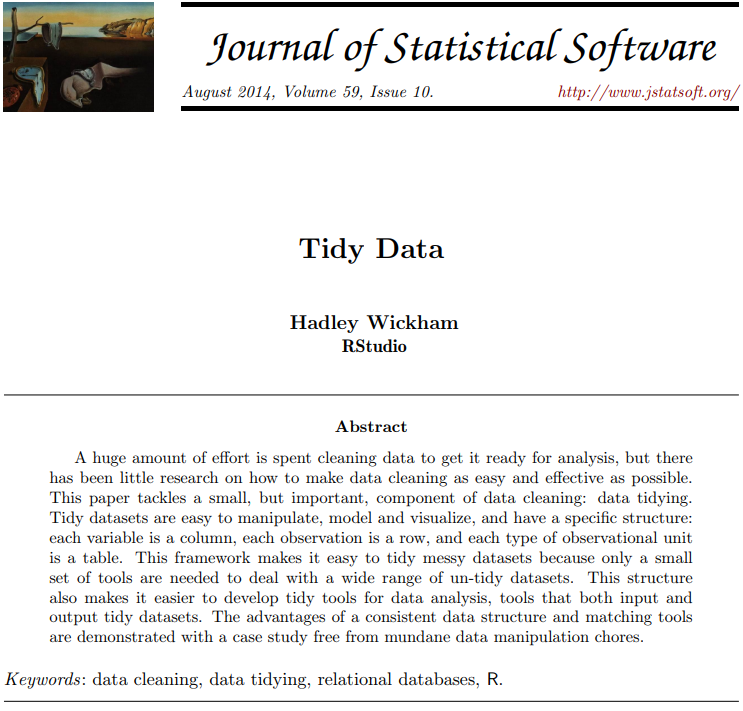 Journal of Statistical Software
August 2014, Volume 59, Issue 10.
http://www.jstatsoft.org/
Tidy Data
Hadley Wickham
RStudio
Abstract
A huge amount of effort is spent cleaning data to get it ready for analysis, but there
has been little research on how to make data cleaning as easy and effective as possible.
This paper tackles a small, but important, component of data cleaning: data tidying.
Tidy datasets are easy to manipulate, model and visualize, and have a specific structure:
each variable is a column, each observation is a row, and each type of observational unit
is a table. This framework makes it easy to tidy messy datasets because only a small
set of tools are needed to deal with a wide range of un-tidy datasets. This structure
also makes it easier to develop tidy tools for data analysis, tools that both input and
output tidy datasets. The advantages of a consistent data structure and matching tools
are demonstrated with a case study free from mundane data manipulation chores.
Keywords: data cleaning, data tidying, relational databases, R.